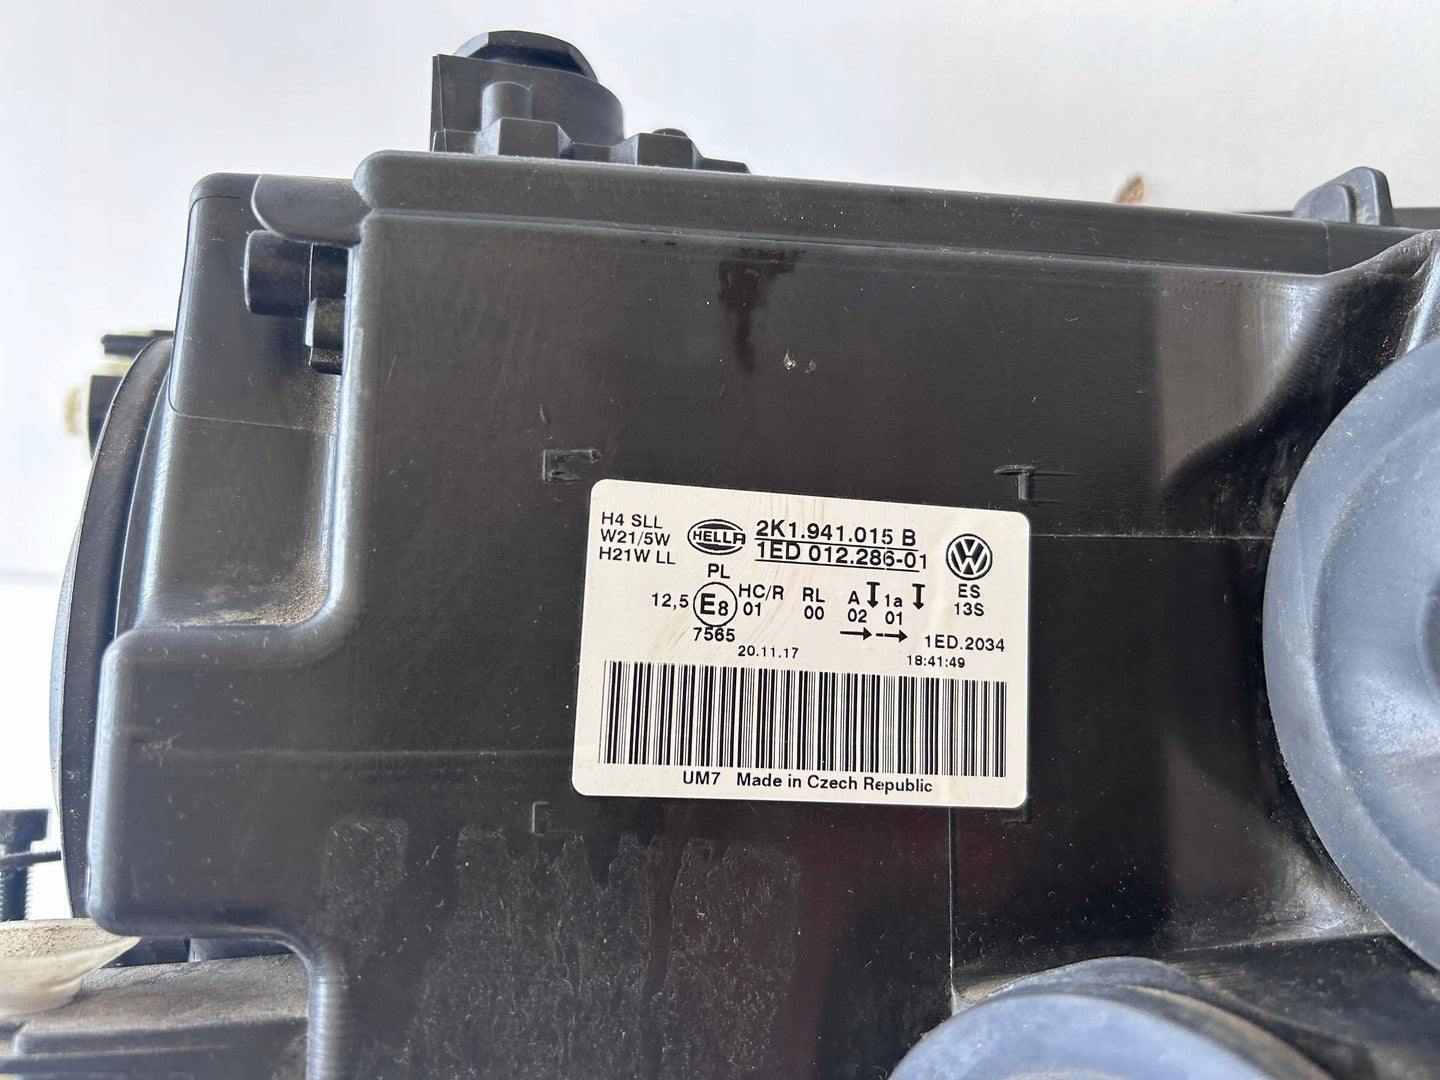 H4 SLL
W21/5W
H21W LL
HELLA
2K1.941.015 B
1ED 012.286-01
PL
12,5 E8 HC/R RL A 1a ES
01 00 02 01 13S
7565
1ED.2034
20.11.17 18:41:49
UM7 Made in Czech Republic